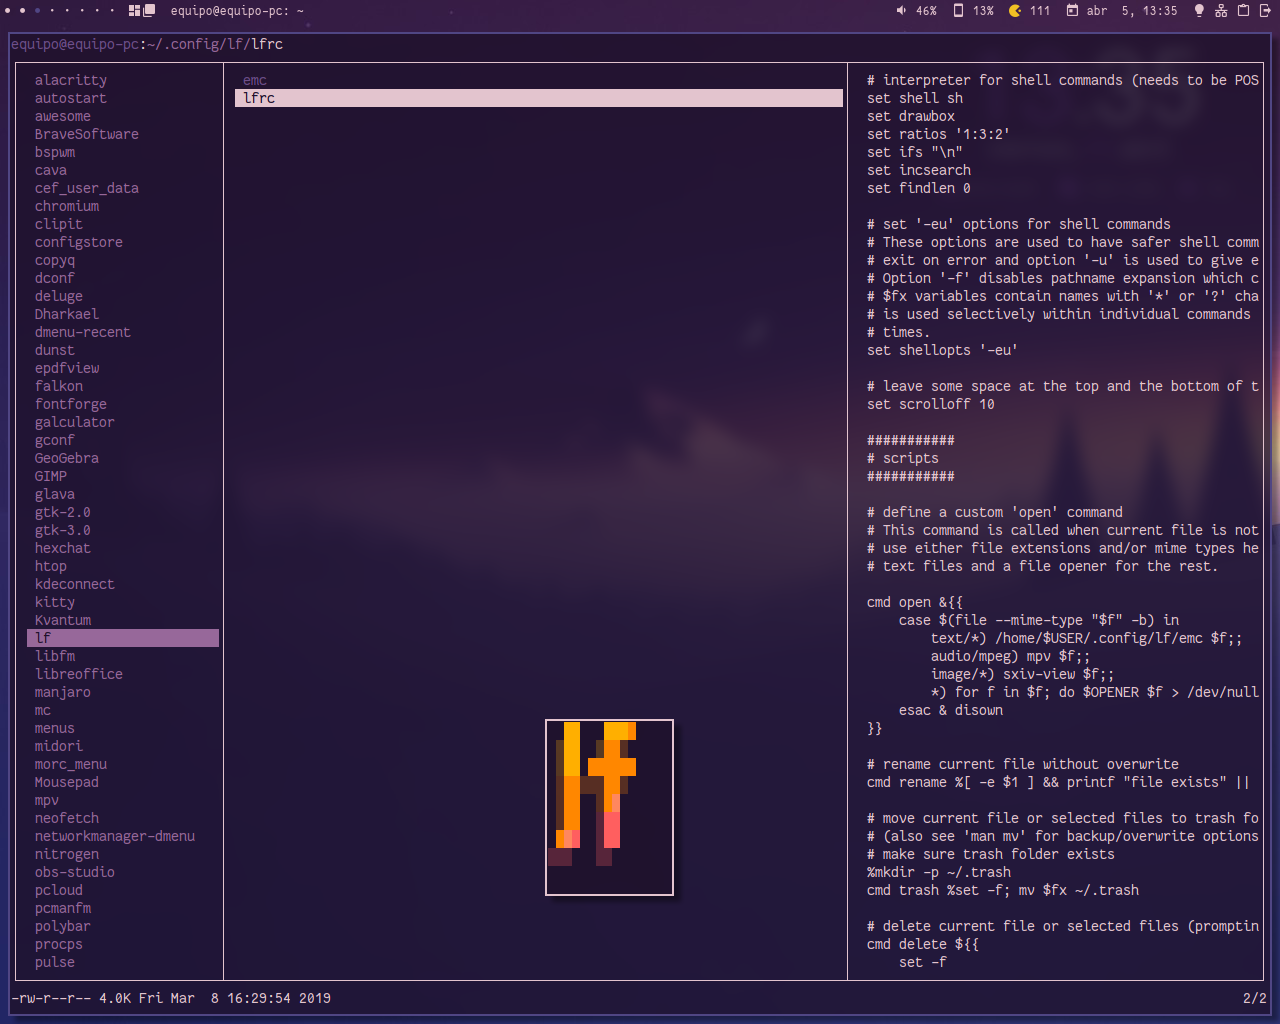 equipo@equipo-pc: ~
46% 13% 111 abr 5, 13:35
equipo@equipo-pc:~/.config/lf/lfrc
alacritty
autostart
awesome
BraveSoftware
bspwm
cava
cef_user_data
chromium
clipit
configstore
copyq
dconf
deluge
Dharkael
dmenu-recent
dunst
epdfview
falkon
fontforge
galculator
gconf
GeoGebra
GIMP
glava
gtk-2.0
gtk-3.0
hexchat
htop
kdeconnect
kitty
Kvantum
lf
libfm
libreoffice
manjaro
mc
menus
midori
morc_menu
Mousepad
mpv
neofetch
networkmanager-dmenu
nitrogen
obs-studio
pcloud
pcmanfm
polybar
procps
pulse
emc
lfrc
lf
# interpreter for shell commands (needs to be POS
set shell sh
set drawbox
set ratios '1:3:2'
set ifs "\n"
set incsearch
set findlen 0
# set '-eu' options for shell commands
# These options are used to have safer shell comm
# exit on error and option '-u' is used to give e
# Option '-f' disables pathname expansion which c
# $fx variables contain names with '*' or '?' cha
# is used selectively within individual commands
# times.
set shellopts '-eu'
# leave some space at the top and the bottom of t
set scrolloff 10
###########
# scripts
###########
# define a custom 'open' command
# This command is called when current file is not
# use either file extensions and/or mime types he
# text files and a file opener for the rest.
cmd open &{{
case $(file --mime-type "$f" -b) in
text/*) /home/$USER/.config/lf/emc $f;;
audio/mpeg) mpv $f;;
image/*) sxiv-view $f;;
*) for f in $f; do $OPENER $f > /dev/null
esac & disown
}}
# rename current file without overwrite
cmd rename %[ -e $1 ] && printf "file exists" ||
# move current file or selected files to trash fo
# (also see 'man mv' for backup/overwrite options
# make sure trash folder exists
%mkdir -p ~/.trash
cmd trash %set -f; mv $fx ~/.trash
# delete current file or selected files (promptin
cmd delete ${{
set -f
-rw-r--r-- 4.0K Fri Mar  8 16:29:54 2019
2/2